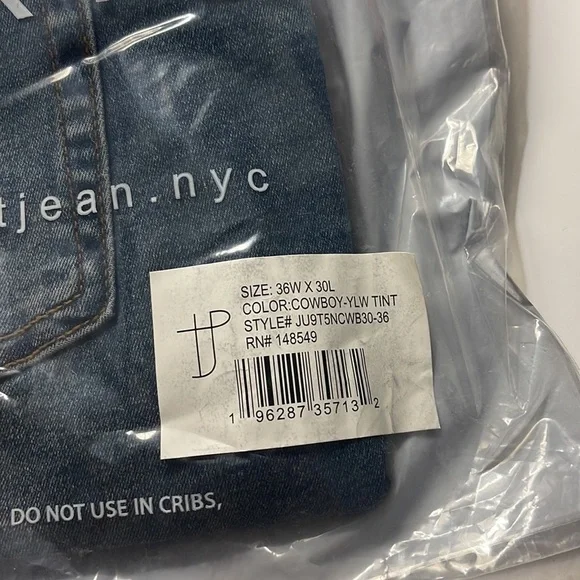 tjean.nyc
SIZE: 36W X 30L
COLOR:COWBOY-YLW TINT
STYLE# JU9T5NCWB30-36
RN# 148549
1 96287 35713 2
DO NOT USE IN CRIBS,